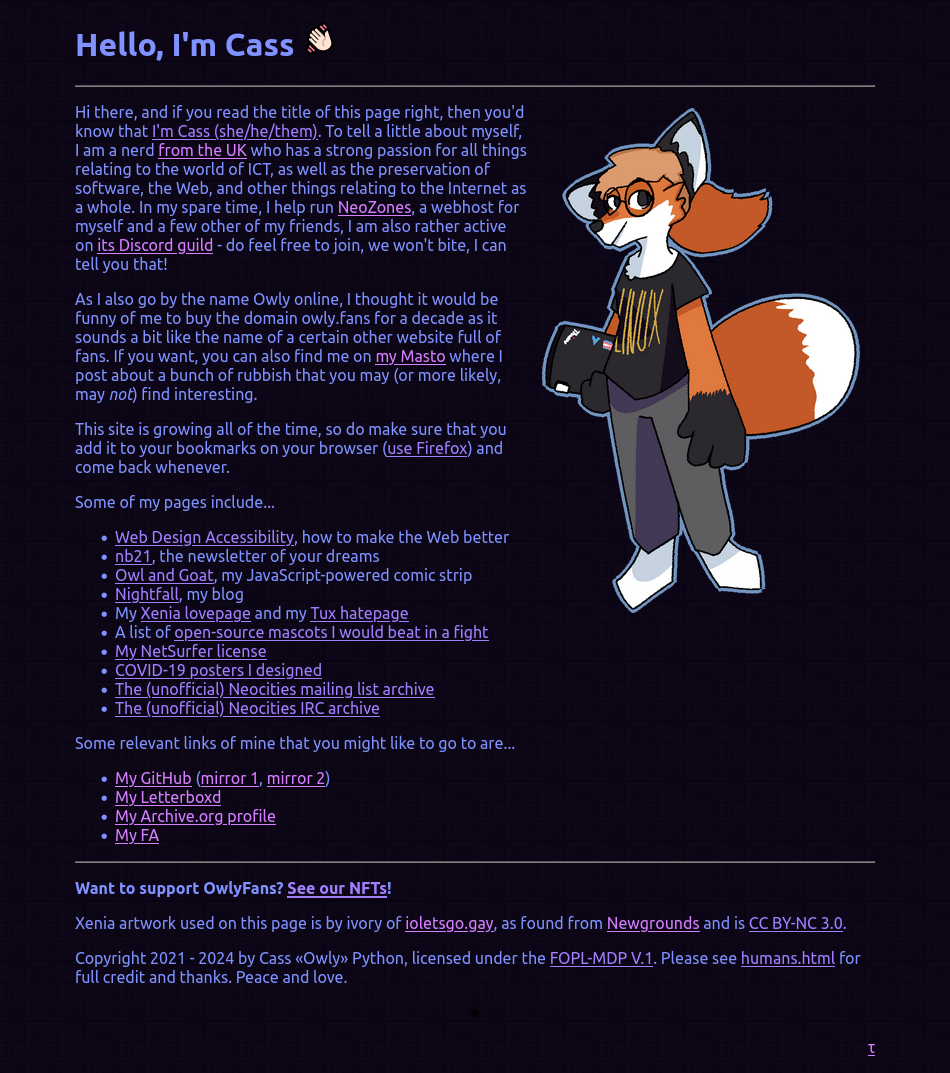 Hello, I'm Cass 👋🏻
Hi there, and if you read the title of this page right, then you'd
know that I'm Cass (she/he/them). To tell a little about myself,
I am a nerd from the UK who has a strong passion for all things
relating to the world of ICT, as well as the preservation of
software, the Web, and other things relating to the Internet as
a whole. In my spare time, I help run NeoZones, a webhost for
myself and a few other of my friends, I am also rather active
on its Discord guild - do feel free to join, we won't bite, I can
tell you that!
As I also go by the name Owly online, I thought it would be
funny of me to buy the domain owly.fans for a decade as it
sounds a bit like the name of a certain other website full of
fans. If you want, you can also find me on my Masto where I
post about a bunch of rubbish that you may (or more likely,
may not) find interesting.
This site is growing all of the time, so do make sure that you
add it to your bookmarks on your browser (use Firefox) and
come back whenever.
Some of my pages include...
• Web Design Accessibility, how to make the Web better
• nb21, the newsletter of your dreams
• Owl and Goat, my JavaScript-powered comic strip
• Nightfall, my blog
• My Xenia lovepage and my Tux hatepage
• A list of open-source mascots I would beat in a fight
• My NetSurfer license
• COVID-19 posters I designed
• The (unofficial) Neocities mailing list archive
• The (unofficial) Neocities IRC archive
Some relevant links of mine that you might like to go to are...
• My GitHub (mirror 1, mirror 2)
• My Letterboxd
• My Archive.org profile
• My FA
Want to support OwlyFans? See our NFTs!
Xenia artwork used on this page is by ivory of ioletsgo.gay, as found from Newgrounds and is CC BY-NC 3.0.
Copyright 2021 - 2024 by Cass «Owly» Python, licensed under the FOPL-MDP V.1. Please see humans.html for
full credit and thanks. Peace and love.
★
τ